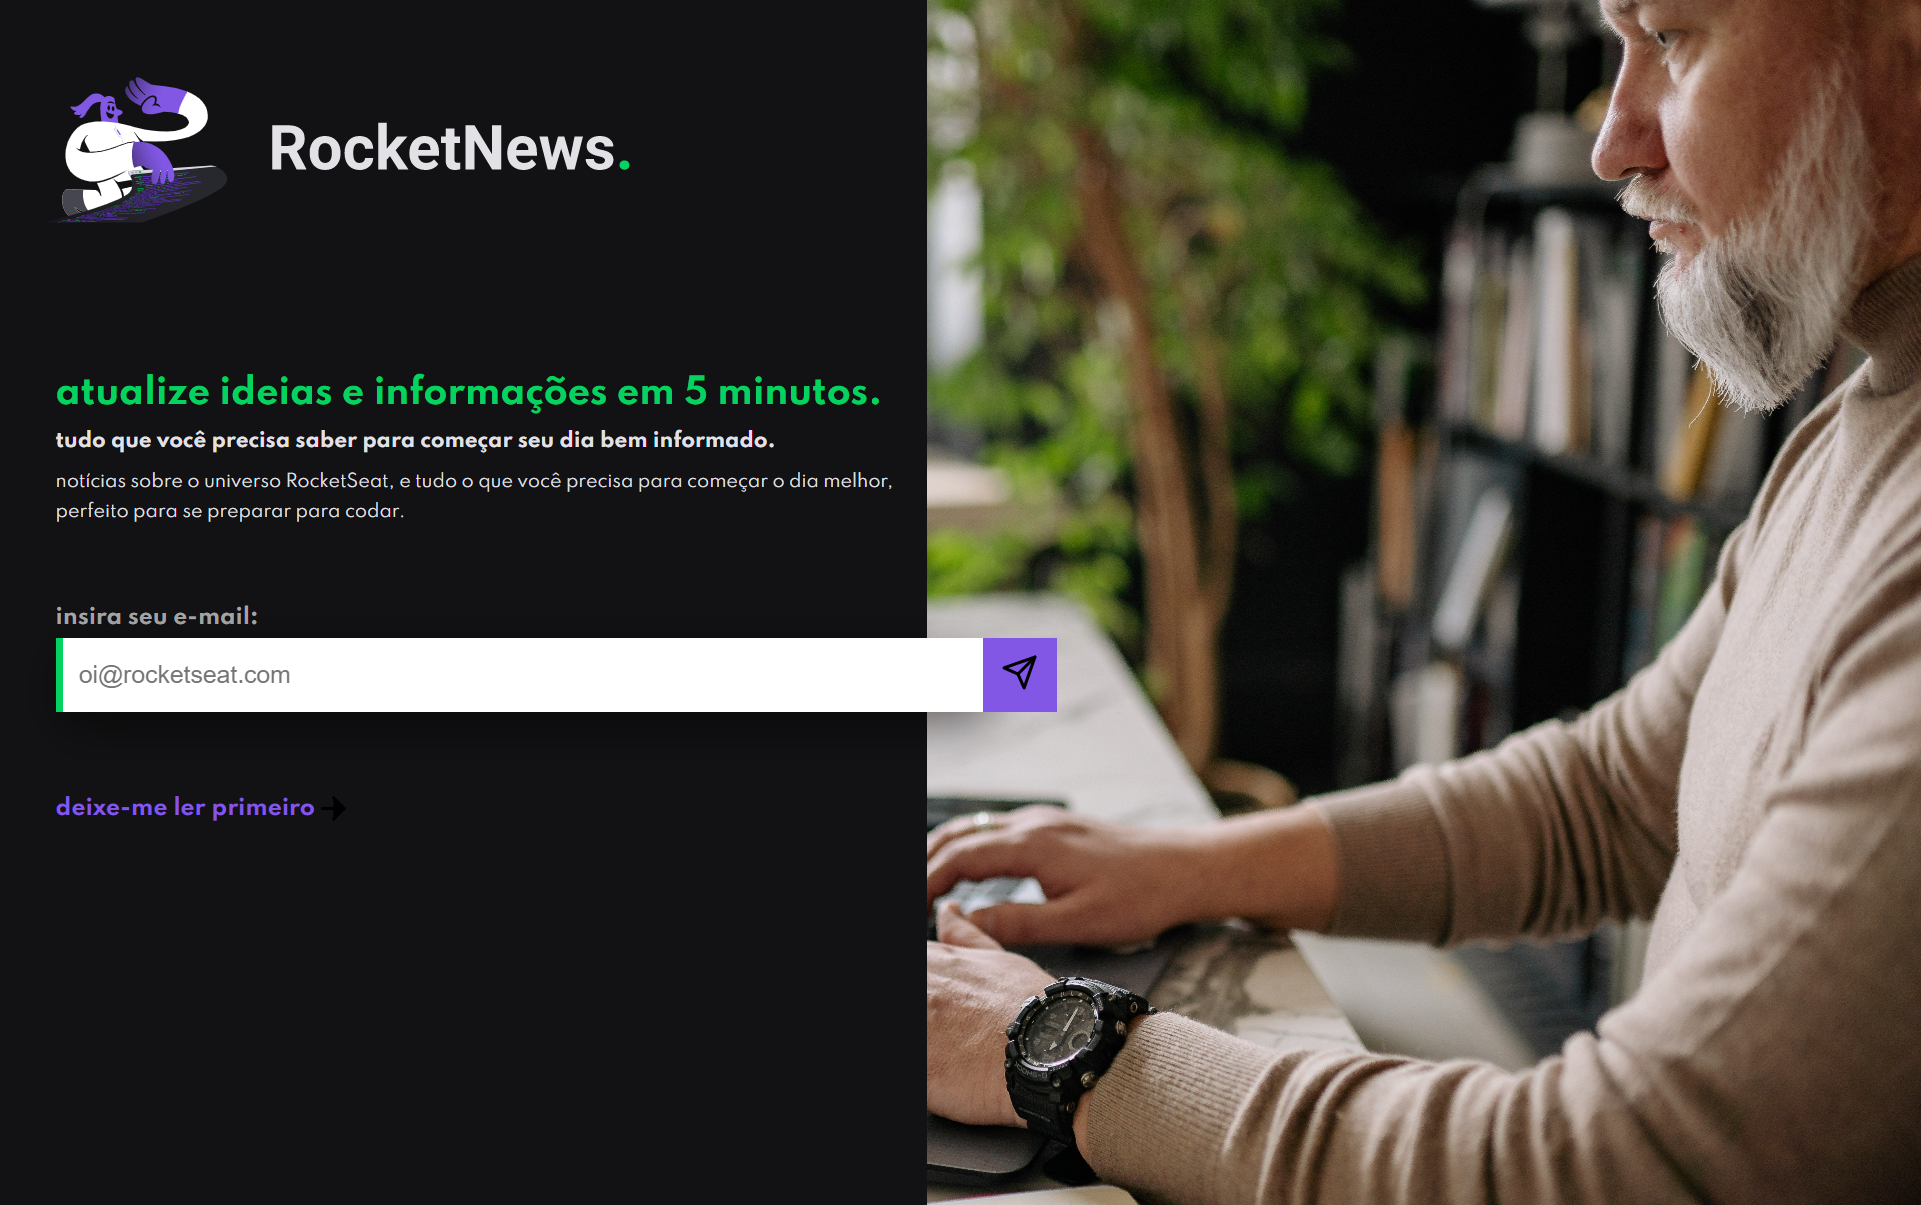 RocketNews.
atualize ideias e informações em 5 minutos.
tudo que você precisa saber para começar seu dia bem informado.
notícias sobre o universo RocketSeat, e tudo o que você precisa para começar o dia melhor,
perfeito para se preparar para codar.
insira seu e-mail:
oi@rocketseat.com
deixe-me ler primeiro